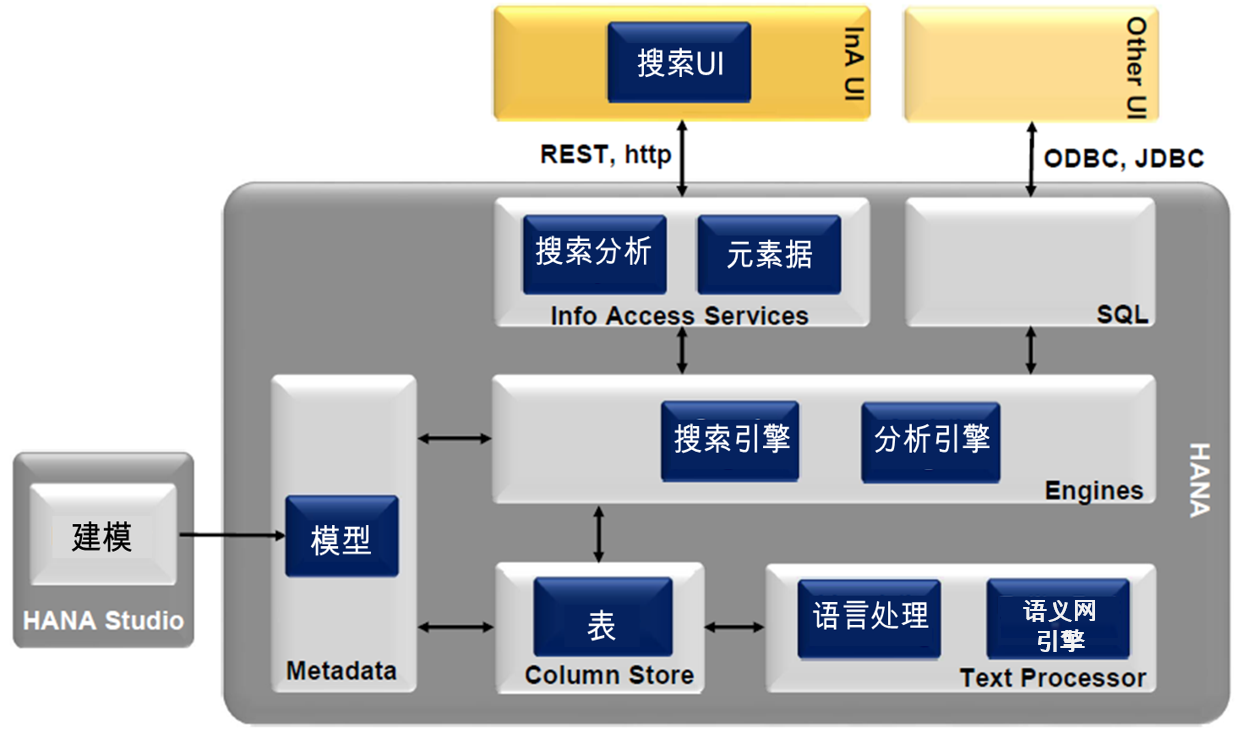 搜索UI
InA UI
Other UI
REST, http
ODBC, JDBC
搜索分析
元素据
Info Access Services
SQL
搜索引擎
分析引擎
Engines
HANA
建模
HANA Studio
模型
Metadata
表
Column Store
语言处理
语义网
引擎
Text Processor